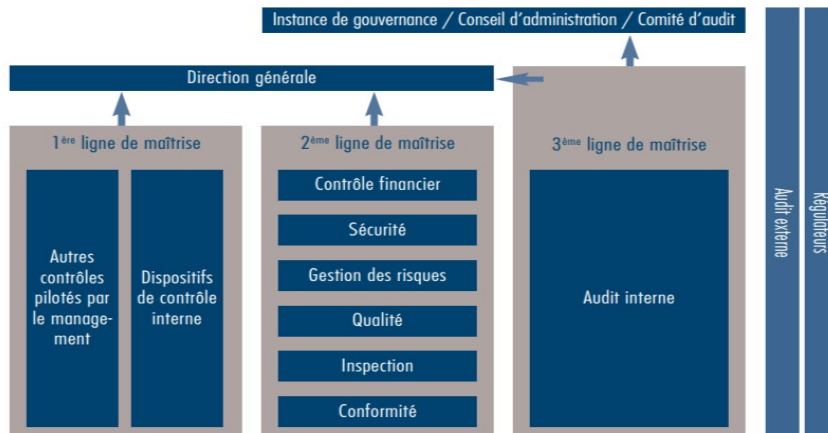 Instance de gouvernance / Conseil d'administration / Comité d'audit
Direction générale
1ère ligne de maîtrise
Autres
contrôles
pilotés par
le manage-
ment
Dispositifs
de contrôle
interne
2ème ligne de maîtrise
Contrôle financier
Sécurité
Gestion des risques
Qualité
Inspection
Conformité
3ème ligne de maîtrise
Audit interne
Audit externe
Régulateurs